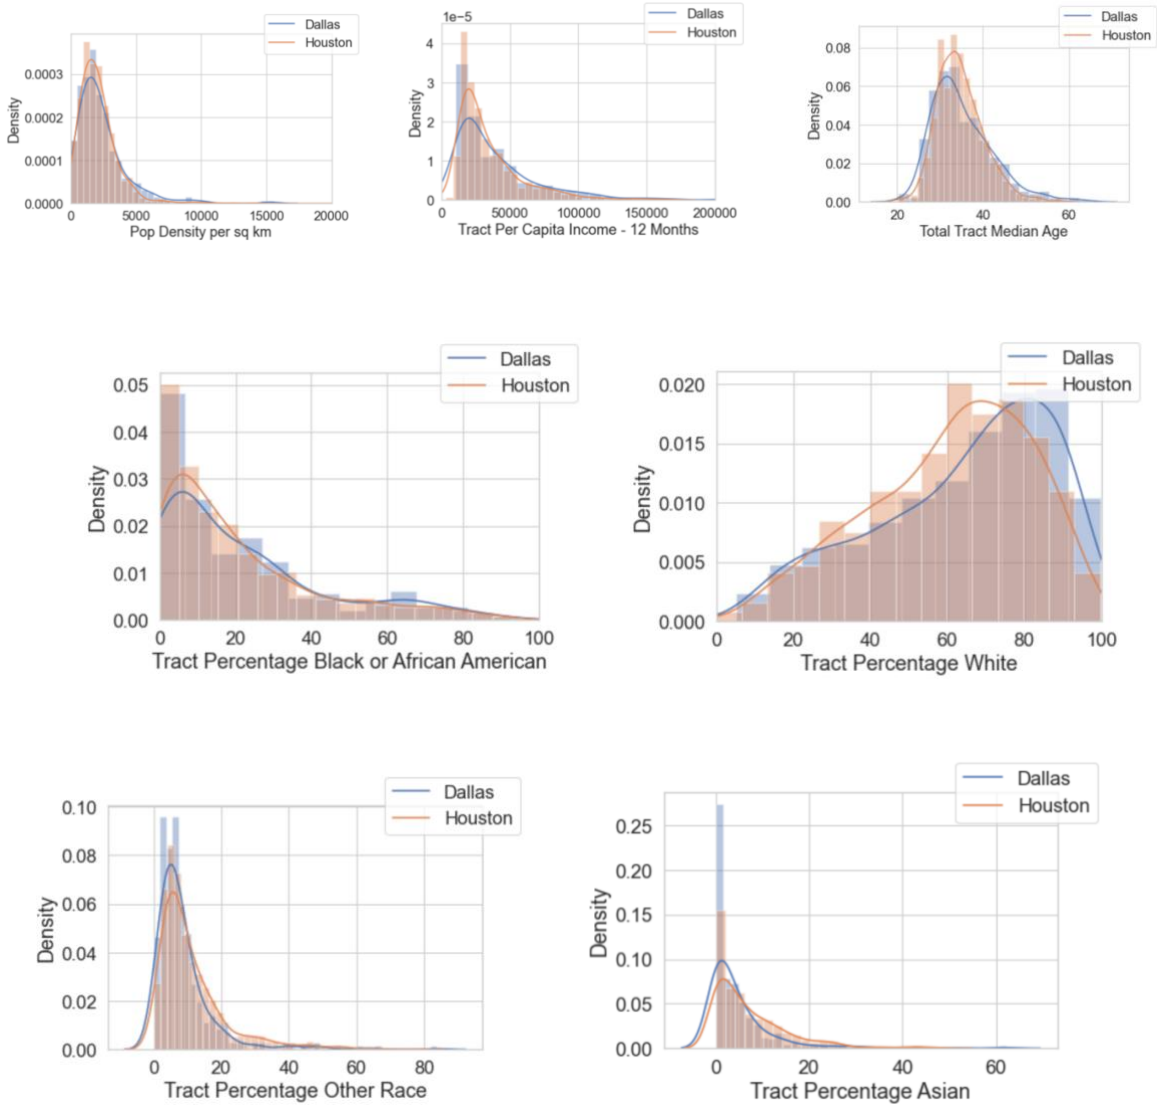 Dallas
Houston
0.0003
0.0002
0.0001
0.0000
Density
0 5000 10000 15000 20000
Pop Density per sq km
1e−5
Dallas
Houston
4
3
2
1
0
Density
0 50000 100000 150000 200000
Tract Per Capita Income - 12 Months
Dallas
Houston
0.08
0.06
0.04
0.02
0.00
Density
20 40 60
Total Tract Median Age
Dallas
Houston
0.05
0.04
0.03
0.02
0.01
0.00
Density
0 20 40 60 80 100
Tract Percentage Black or African American
Dallas
Houston
0.020
0.015
0.010
0.005
0.000
Density
0 20 40 60 80 100
Tract Percentage White
Dallas
Houston
0.10
0.08
0.06
0.04
0.02
0.00
Density
0 20 40 60 80
Tract Percentage Other Race
Dallas
Houston
0.25
0.20
0.15
0.10
0.05
0.00
Density
0 20 40 60
Tract Percentage Asian